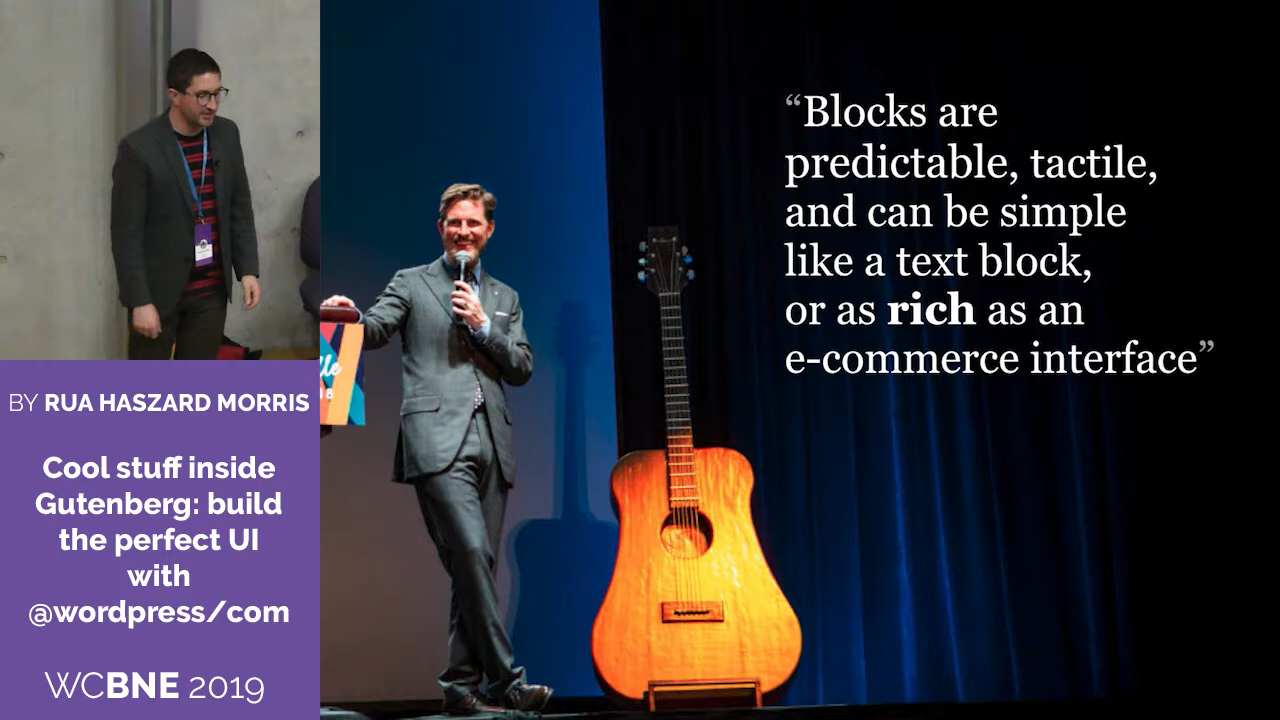 BY RUA HASZARD MORRIS
Cool stuff inside
Gutenberg: build
the perfect UI
with
@wordpress/com
WCBNE 2019
“Blocks are
predictable, tactile,
and can be simple
like a text block,
or as rich as an
e-commerce interface”